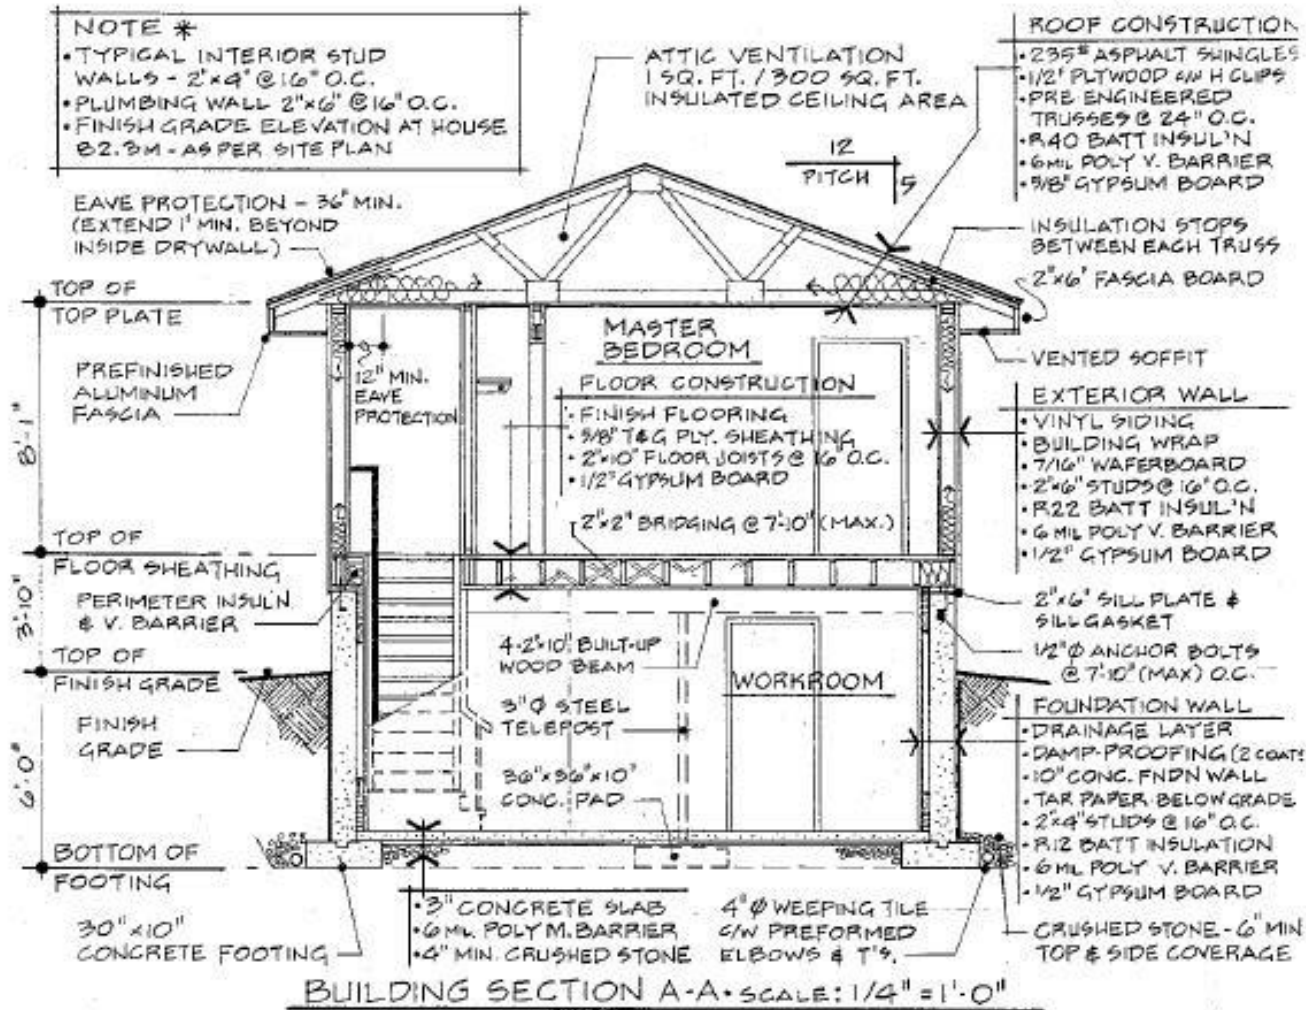 NOTE *
• TYPICAL INTERIOR STUD
WALLS - 2"x4" @ 16" O.C.
• PLUMBING WALL 2"x6" @ 16" O.C.
• FINISH GRADE ELEVATION AT HOUSE
82.3M - AS PER SITE PLAN
ATTIC VENTILATION
1 SQ. FT. / 300 SQ. FT.
INSULATED CEILING AREA
12
PITCH
5
ROOF CONSTRUCTION
• 235# ASPHALT SHINGLES
• 1/2" PLYWOOD C/W H CLIPS
• PRE ENGINEERED
TRUSSES @ 24" O.C.
• R40 BATT INSUL'N
• 6 MIL POLY V. BARRIER
• 5/8" GYPSUM BOARD
EAVE PROTECTION - 36" MIN.
(EXTEND 1' MIN. BEYOND
INSIDE DRYWALL)
INSULATION STOPS
BETWEEN EACH TRUSS
2"x6" FASCIA BOARD
TOP OF
TOP PLATE
PREFINISHED
ALUMINUM
FASCIA
12" MIN.
EAVE
PROTECTION
MASTER
BEDROOM
FLOOR CONSTRUCTION
• FINISH FLOORING
• 5/8" T&G PLY. SHEATHING
• 2"x10" FLOOR JOISTS @ 16" O.C.
• 1/2" GYPSUM BOARD
2"x2" BRIDGING @ 7'-10" (MAX.)
VENTED SOFFIT
EXTERIOR WALL
• VINYL SIDING
• BUILDING WRAP
• 7/16" WAFERBOARD
• 2"x6" STUDS @ 16" O.C.
• R22 BATT INSUL'N
• 6 MIL POLY V. BARRIER
• 1/2" GYPSUM BOARD
8'-1"
TOP OF
FLOOR SHEATHING
PERIMETER INSUL'N
& V. BARRIER
3'-10"
TOP OF
FINISH GRADE
FINISH
GRADE
4-2"x10" BUILT-UP
WOOD BEAM
3" Ø STEEL
TELEPOST
36"x36"x10"
CONC. PAD
WORKROOM
2"x6" SILL PLATE &
SILL GASKET
1/2" Ø ANCHOR BOLTS
@ 7'-10" (MAX) O.C.
FOUNDATION WALL
• DRAINAGE LAYER
• DAMP-PROOFING (2 COATS
• 10" CONC. FNDN WALL
• TAR PAPER BELOW GRADE
• 2"x4" STUDS @ 16" O.C.
• R12 BATT INSULATION
• 6 MIL POLY V. BARRIER
• 1/2" GYPSUM BOARD
6'-0"
BOTTOM OF
FOOTING
30" x 10"
CONCRETE FOOTING
• 3" CONCRETE SLAB
• 6 MIL POLY M. BARRIER
• 4" MIN. CRUSHED STONE
4" Ø WEEPING TILE
C/W PREFORMED
ELBOWS & T'S.
CRUSHED STONE - 6" MIN
TOP & SIDE COVERAGE
BUILDING SECTION A-A • SCALE: 1/4" = 1'-0"